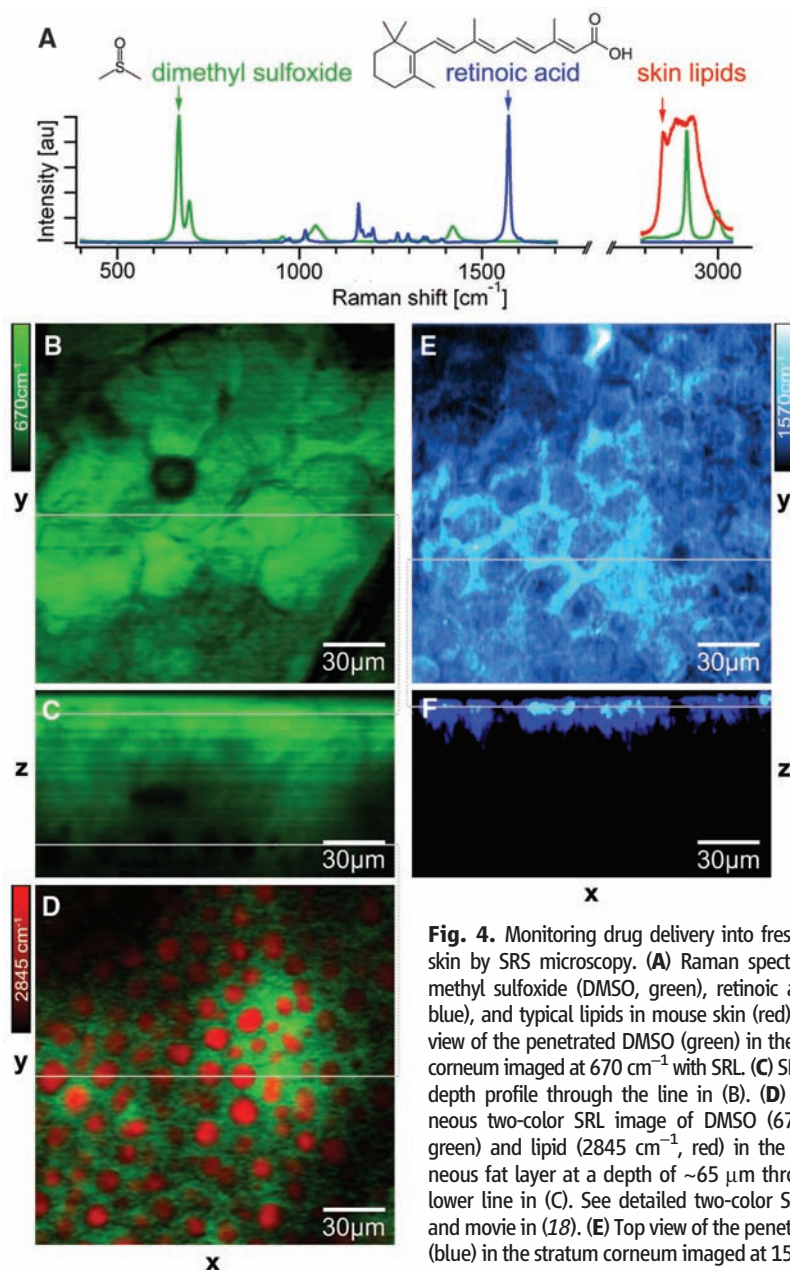 A
O
S
O
OH
dimethyl sulfoxide
retinoic acid
skin lipids
Intensity [au]
500
1000
1500
3000
Raman shift [cm⁻¹]
B
670cm⁻¹
y
30µm
E
1570cm⁻¹
y
30µm
C
z
30µm
F
z
30µm
x
D
2845 cm⁻¹
y
30µm
x
Fig. 4. Monitoring drug delivery into fres
skin by SRS microscopy. (A) Raman spect
methyl sulfoxide (DMSO, green), retinoic a
blue), and typical lipids in mouse skin (red)
view of the penetrated DMSO (green) in the
corneum imaged at 670 cm⁻¹ with SRL. (C) S
depth profile through the line in (B). (D)
neous two-color SRL image of DMSO (67
green) and lipid (2845 cm⁻¹, red) in the
neous fat layer at a depth of ~65 µm thro
lower line in (C). See detailed two-color S
and movie in (18). (E) Top view of the penet
(blue) in the stratum corneum imaged at 15